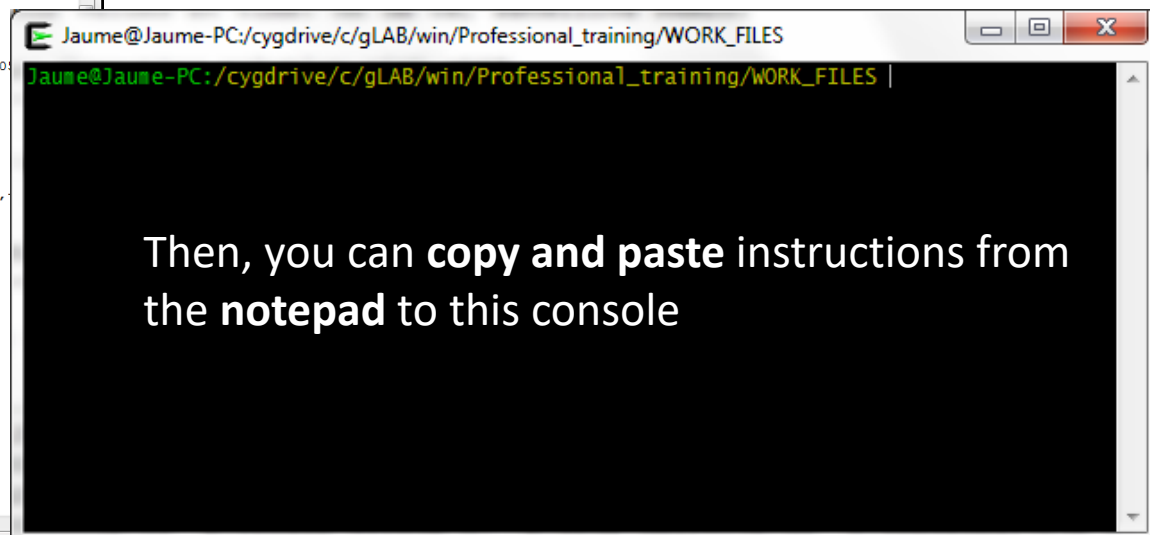 Jaume@Jaume-PC:/cygdrive/c/gLAB/win/Professional_training/WORK_FILES
Jaume@Jaume-PC:/cygdrive/c/gLAB/win/Professional_training/WORK_FILES
Then, you can copy and paste instructions from
the notepad to this console